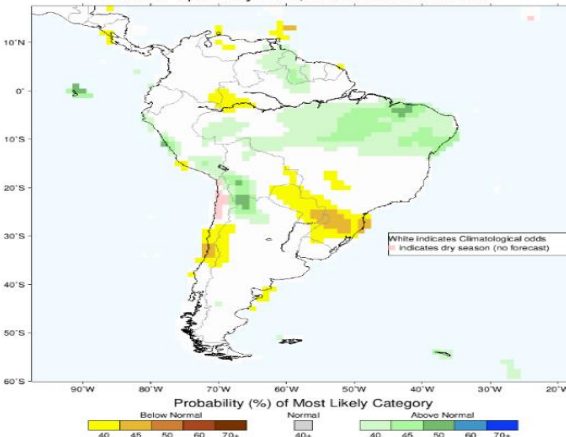 10°N
0°
10°S
20°S
30°S
40°S
50°S
60°S
White indicates Climatological odds
indicates dry season (no forecast)
90°W 80°W 70°W 60°W 50°W 40°W 30°W 20°W
Probability (%) of Most Likely Category
Below Normal Normal Above Normal
40 45 50 60 70+ 40+ 40 45 50 60 70+